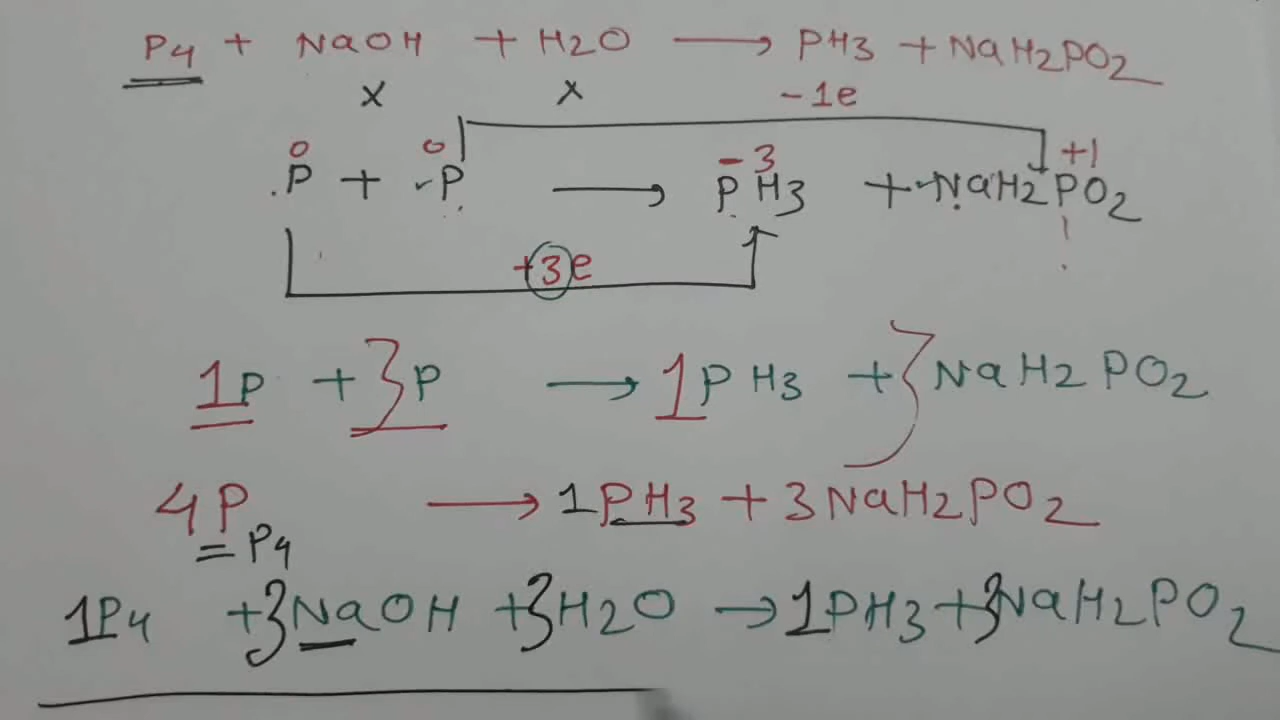 P4 + NaOH + H2O → PH3 + NaH2PO2
x x -1e
0 0 -3 +1
P + P → PH3 + NaH2PO2
+3e
1P + 3P → 1PH3 + 3NaH2PO2
4P → 1PH3 + 3NaH2PO2
= P4
1P4 + 3NaOH + 3H2O → 1PH3 + 3NaH2PO2